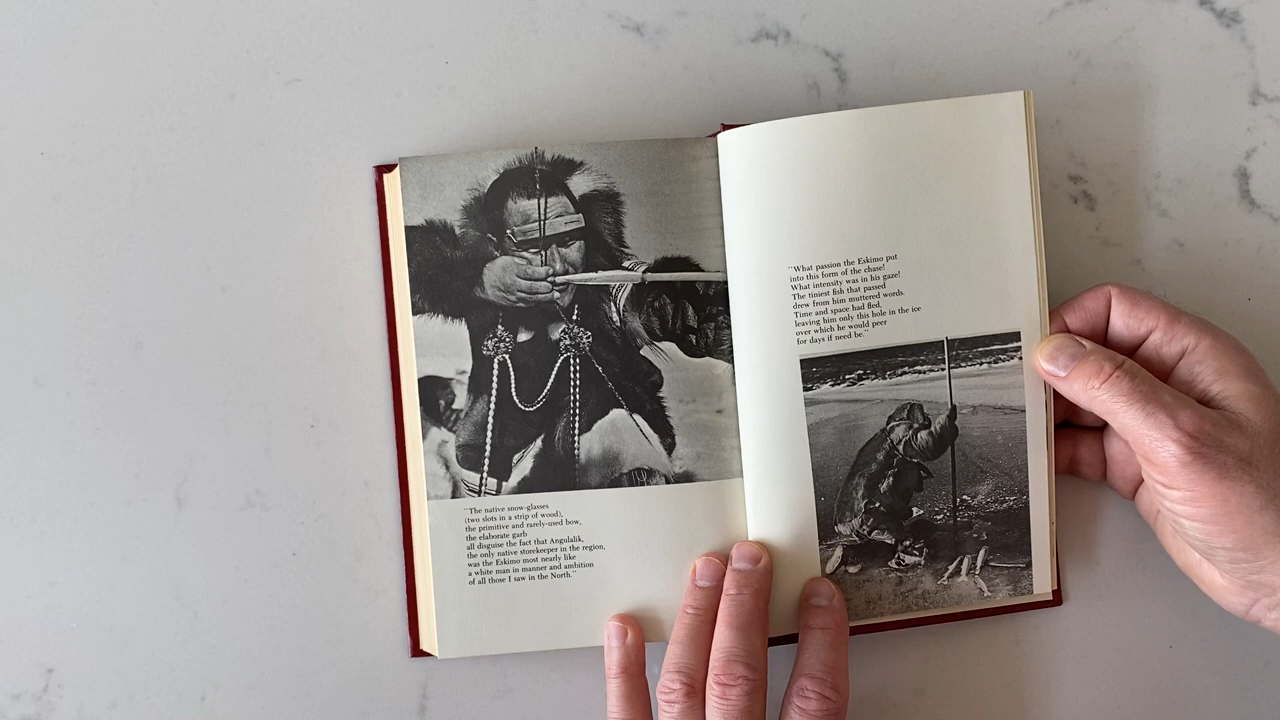 "The native snow-glasses
(two slots in a strip of wood),
the primitive and rarely-used bow,
the elaborate garb
all disguise the fact that Angulalik,
the only native storekeeper in the region,
was the Eskimo most nearly like
a white man in manner and ambition
of all those I saw in the North."
"What passion the Eskimo put
into this form of the chase!
What intensity was in his gaze!
The tiniest fish that passed
drew from him muttered words.
Time and space had fled,
leaving him only this hole in the ice
over which he would peer
for days if need be."